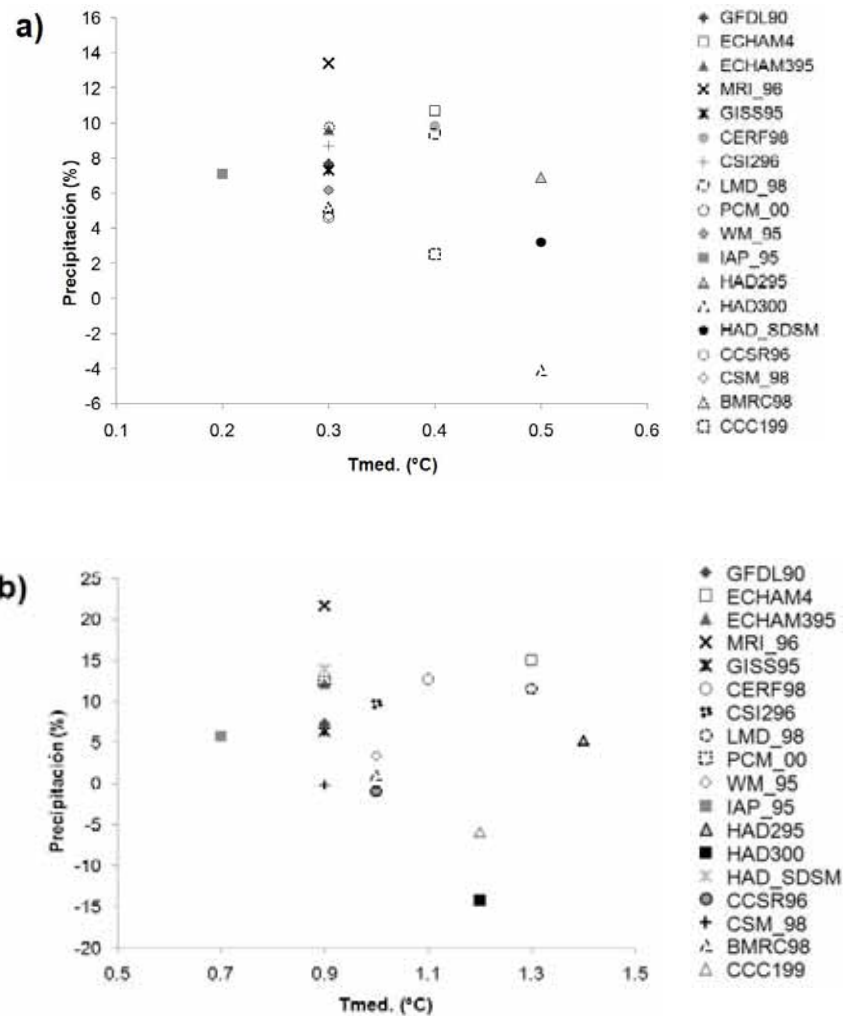 a)
16
14
12
10
8
6
4
2
0
-2
-4
-6
Precipitación (%)
0.1 0.2 0.3 0.4 0.5 0.6
Tmed. (°C)
GFDL90
ECHAM4
ECHAM395
MRI_96
GISS95
CERF98
CSI296
LMD_98
PCM_00
WM_95
IAP_95
HAD295
HAD300
HAD_SDSM
CCSR96
CSM_98
BMRC98
CCC199
b)
25
20
15
10
5
0
-5
-10
-15
-20
Precipitación (%)
0.5 0.7 0.9 1.1 1.3 1.5
Tmed. (°C)
GFDL90
ECHAM4
ECHAM395
MRI_96
GISS95
CERF98
CSI296
LMD_98
PCM_00
WM_95
IAP_95
HAD295
HAD300
HAD_SDSM
CCSR96
CSM_98
BMRC98
CCC199